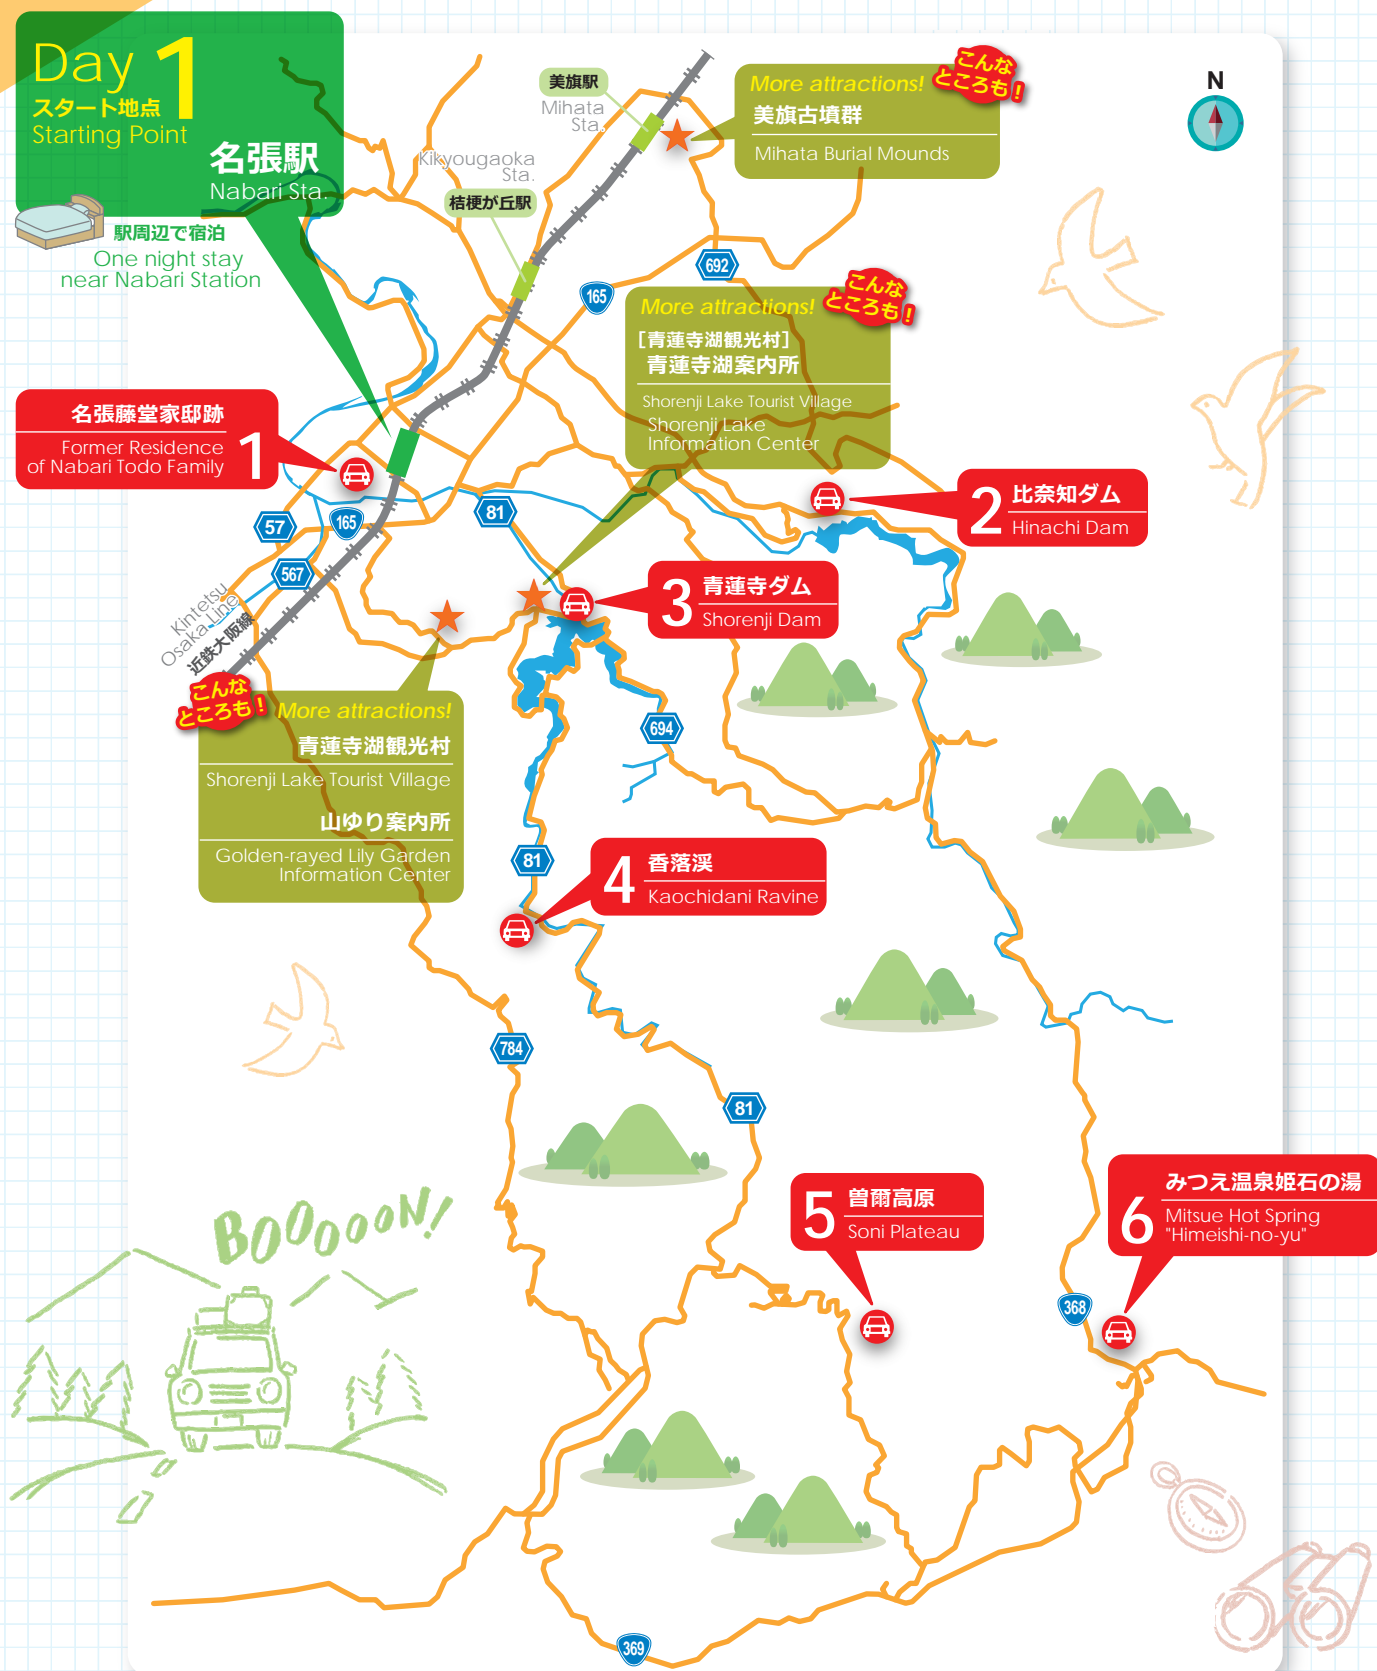 Day 1
スタート地点
Starting Point
名張駅
Nabari Sta.
駅周辺で宿泊
One night stay
near Nabari Station
美旗駅
Mihata
Sta.
Kikyougaoka
Sta.
桔梗が丘駅
More attractions!
こんな
ところも！
美旗古墳群
Mihata Burial Mounds
N
692
165
More attractions!
こんな
ところも！
［青蓮寺湖観光村］
青蓮寺湖案内所
Shorenji Lake Tourist Village
Shorenji Lake
Information Center
1
名張藤堂家邸跡
Former Residence
of Nabari Todo Family
57
165
81
567
2
比奈知ダム
Hinachi Dam
3
青蓮寺ダム
Shorenji Dam
Kintetsu
Osaka Line
近鉄大阪線
こんな
ところも！
More attractions!
青蓮寺湖観光村
Shorenji Lake Tourist Village
山ゆり案内所
Golden-rayed Lily Garden
Information Center
694
81
4
香落渓
Kaochidani Ravine
784
81
5
曽爾高原
Soni Plateau
6
みつえ温泉姫石の湯
Mitsue Hot Spring
"Himeishi-no-yu"
368
BOOOOON!
369